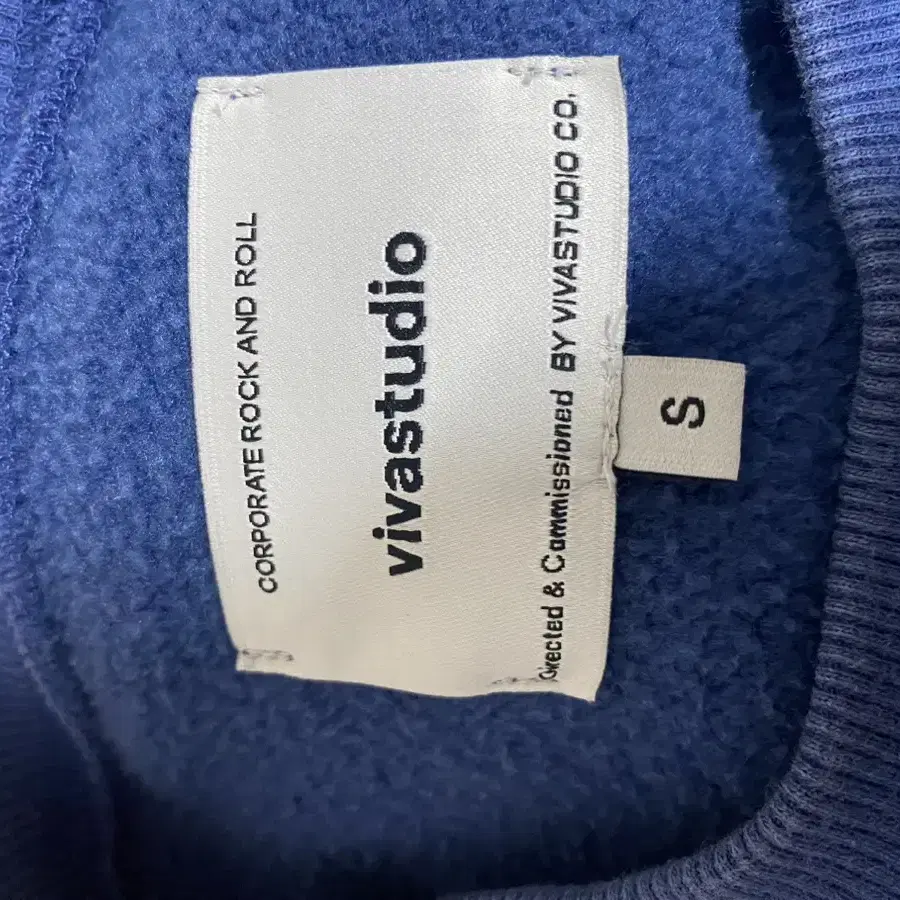 CORPORATE ROCK AND ROLL
vivastudio
Directed & Commissioned BY VIVASTUDIO CO.
S